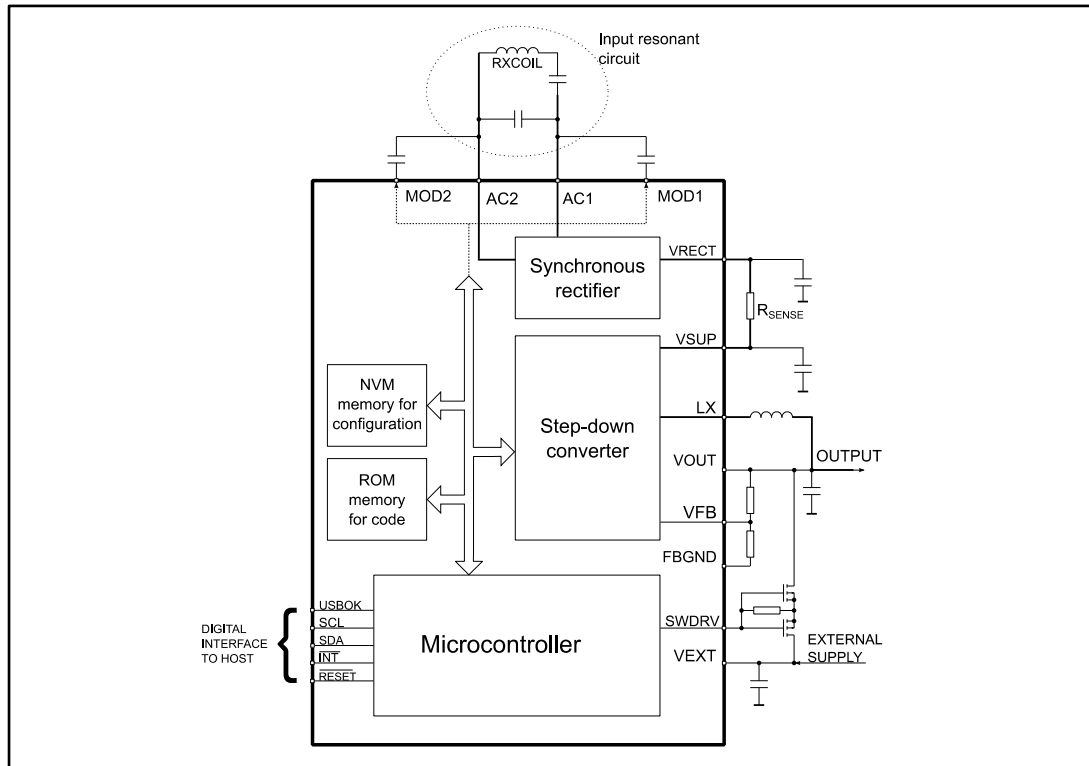 Input resonant
circuit
RXCOIL
MOD2
AC2
AC1
MOD1
Synchronous
rectifier
VRECT
RSENSE
VSUP
NVM
memory for
configuration
Step-down
converter
LX
VOUT
OUTPUT
ROM
memory
for code
VFB
FBGND
USBOK
SCL
SDA
INT
RESET
DIGITAL
INTERFACE
TO HOST
Microcontroller
SWDRV
VEXT
EXTERNAL
SUPPLY